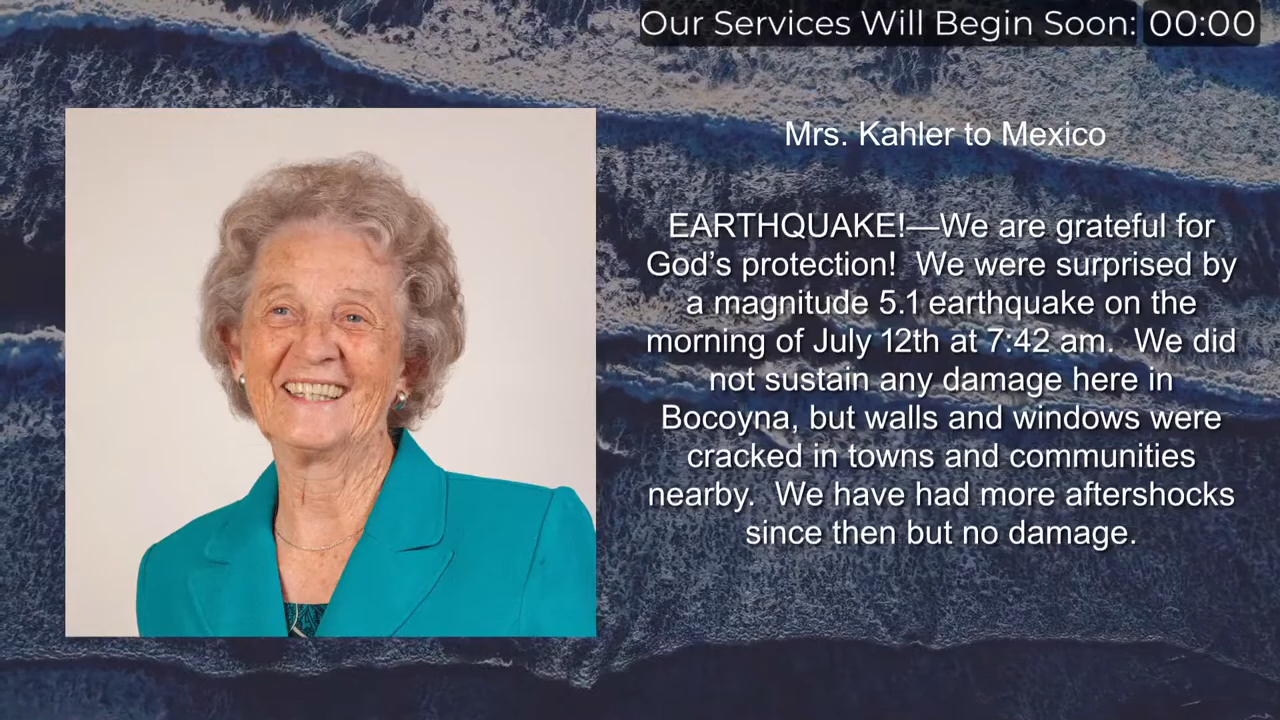 Our Services Will Begin Soon: 00:00
Mrs. Kahler to Mexico
EARTHQUAKE!—We are grateful for
God’s protection!  We were surprised by
a magnitude 5.1 earthquake on the
morning of July 12th at 7:42 am.  We did
not sustain any damage here in
Bocoyna, but walls and windows were
cracked in towns and communities
nearby.  We have had more aftershocks
since then but no damage.